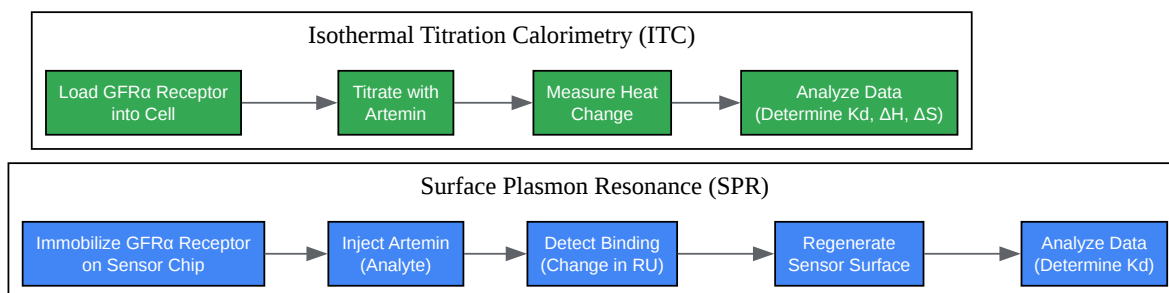 Isothermal Titration Calorimetry (ITC)
Load GFRα Receptor
into Cell
Titrate with
Artemin
Measure Heat
Change
Analyze Data
(Determine Kd, ΔH, ΔS)
Surface Plasmon Resonance (SPR)
Immobilize GFRα Receptor
on Sensor Chip
Inject Artemin
(Analyte)
Detect Binding
(Change in RU)
Regenerate
Sensor Surface
Analyze Data
(Determine Kd)